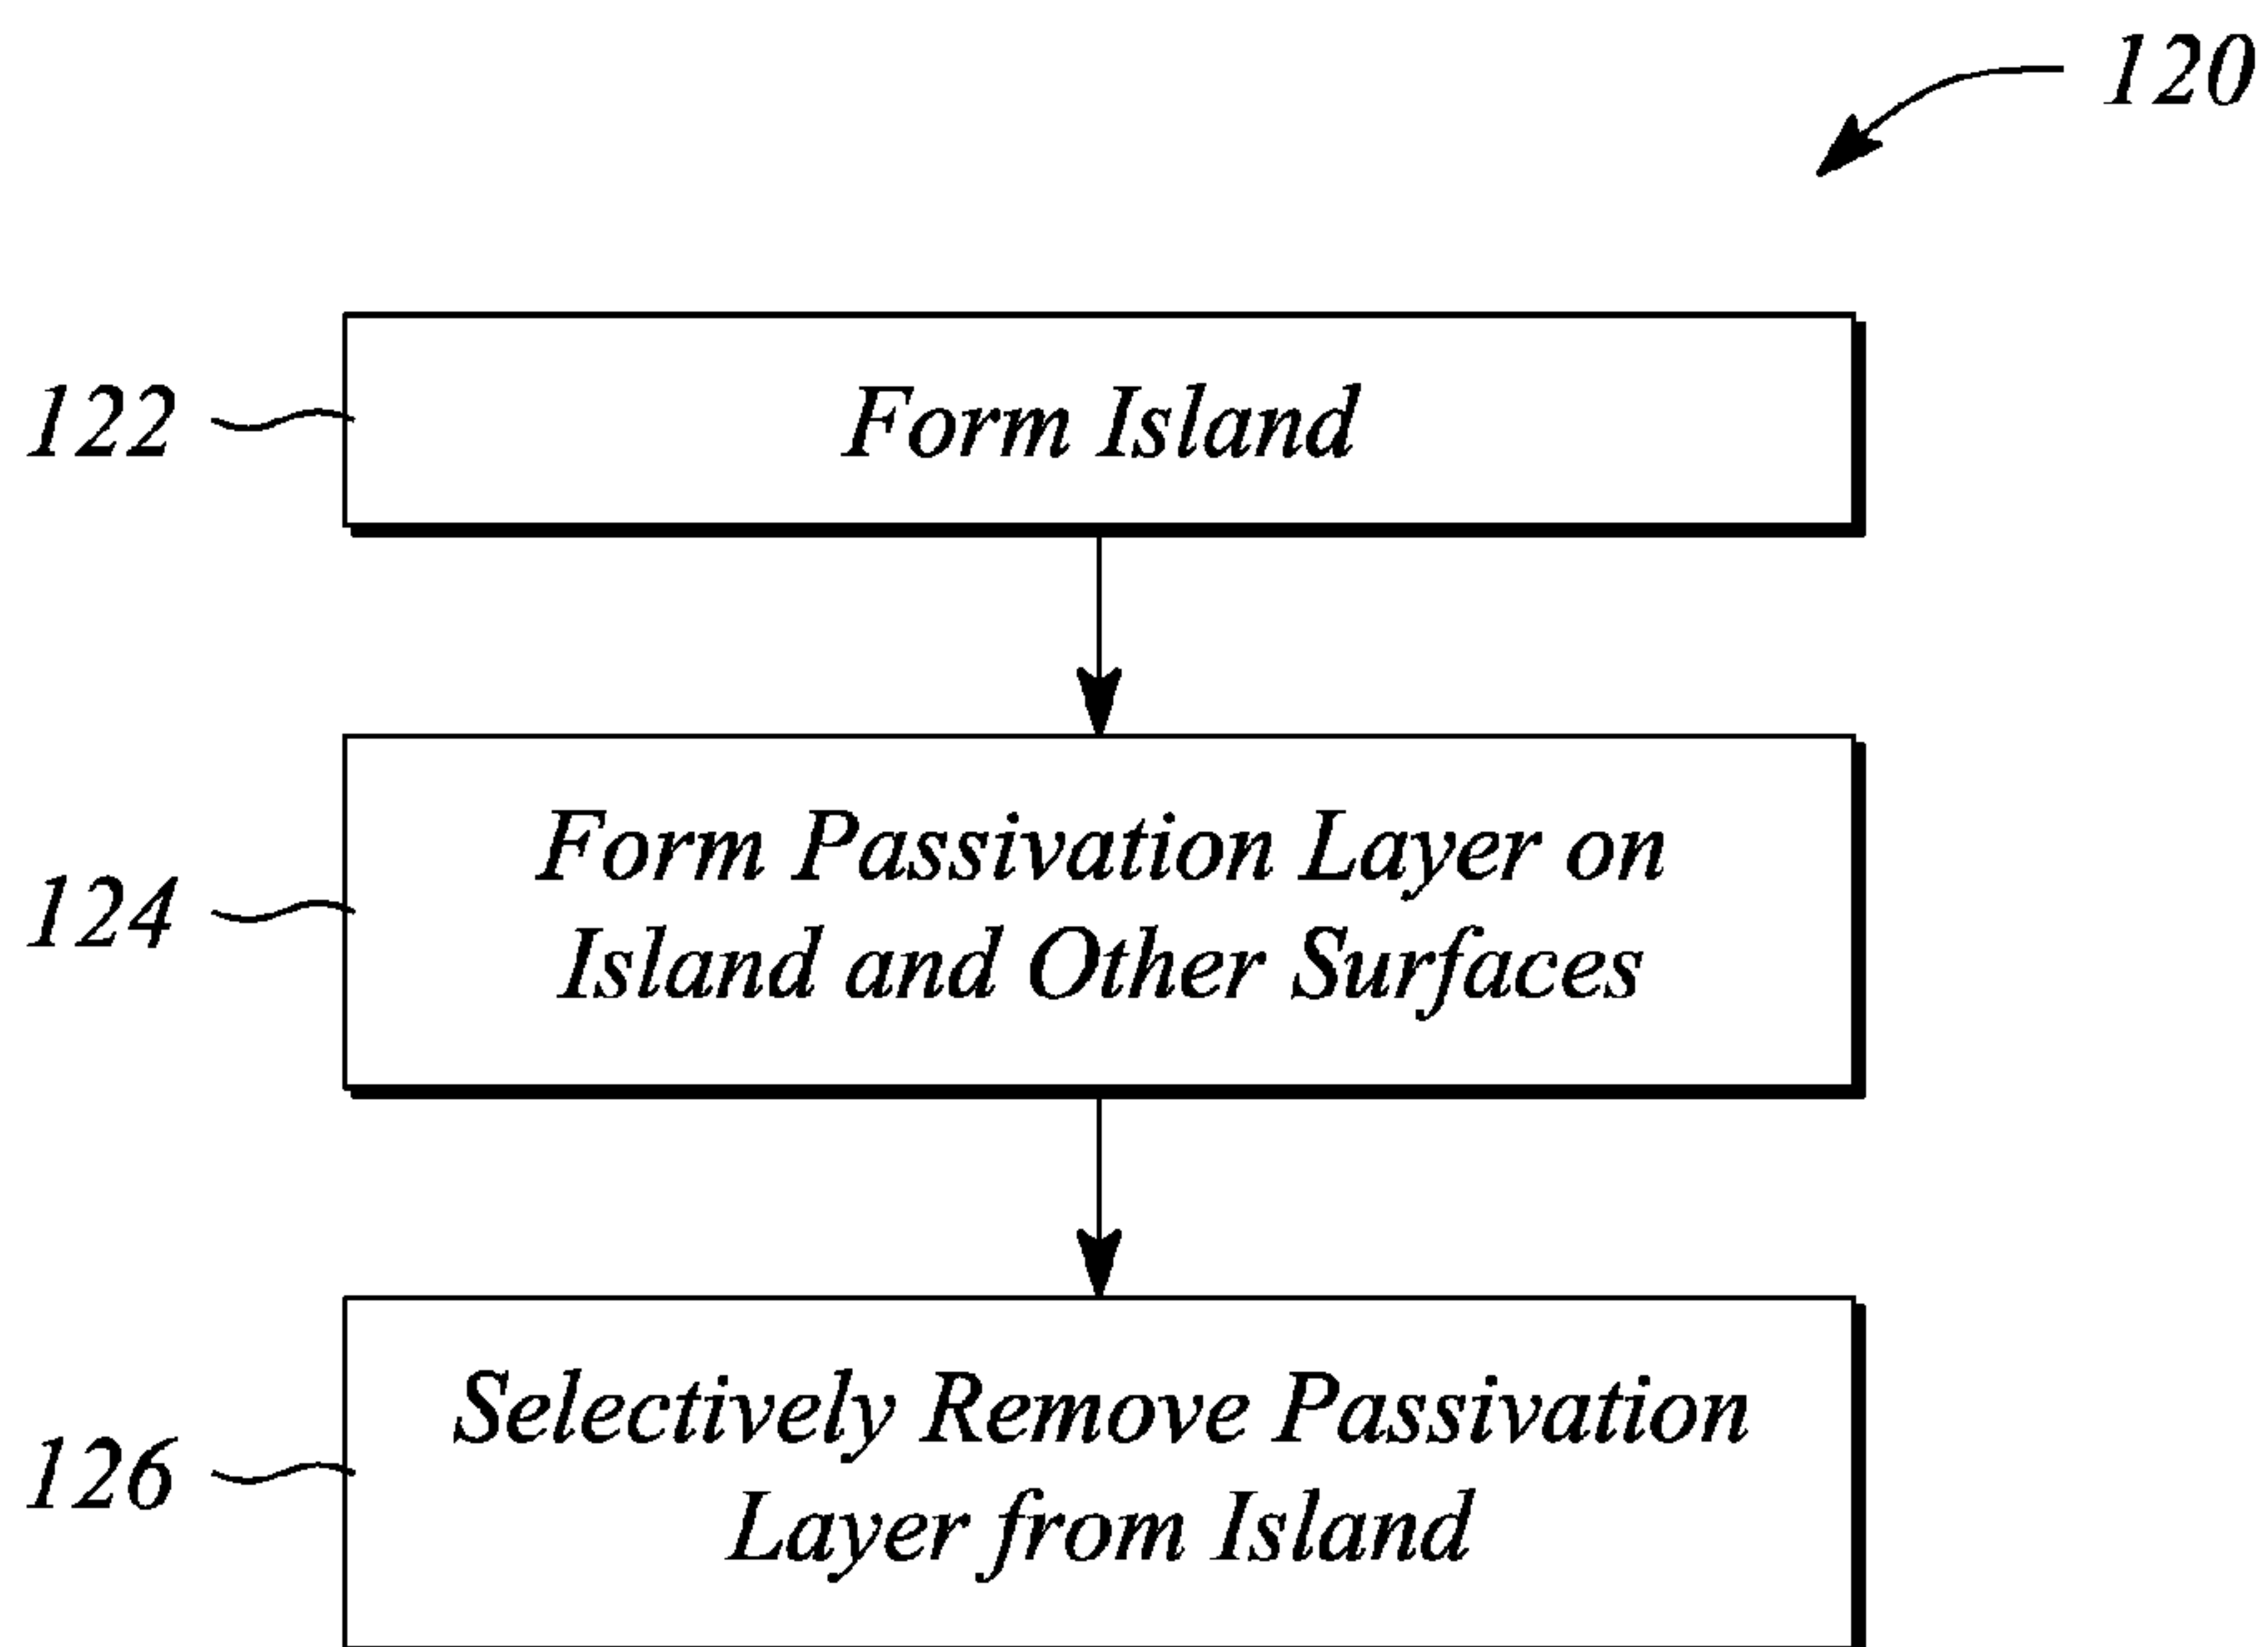 120
122
Form Island
124
Form Passivation Layer on
Island and Other Surfaces
126
Selectively Remove Passivation
Layer from Island